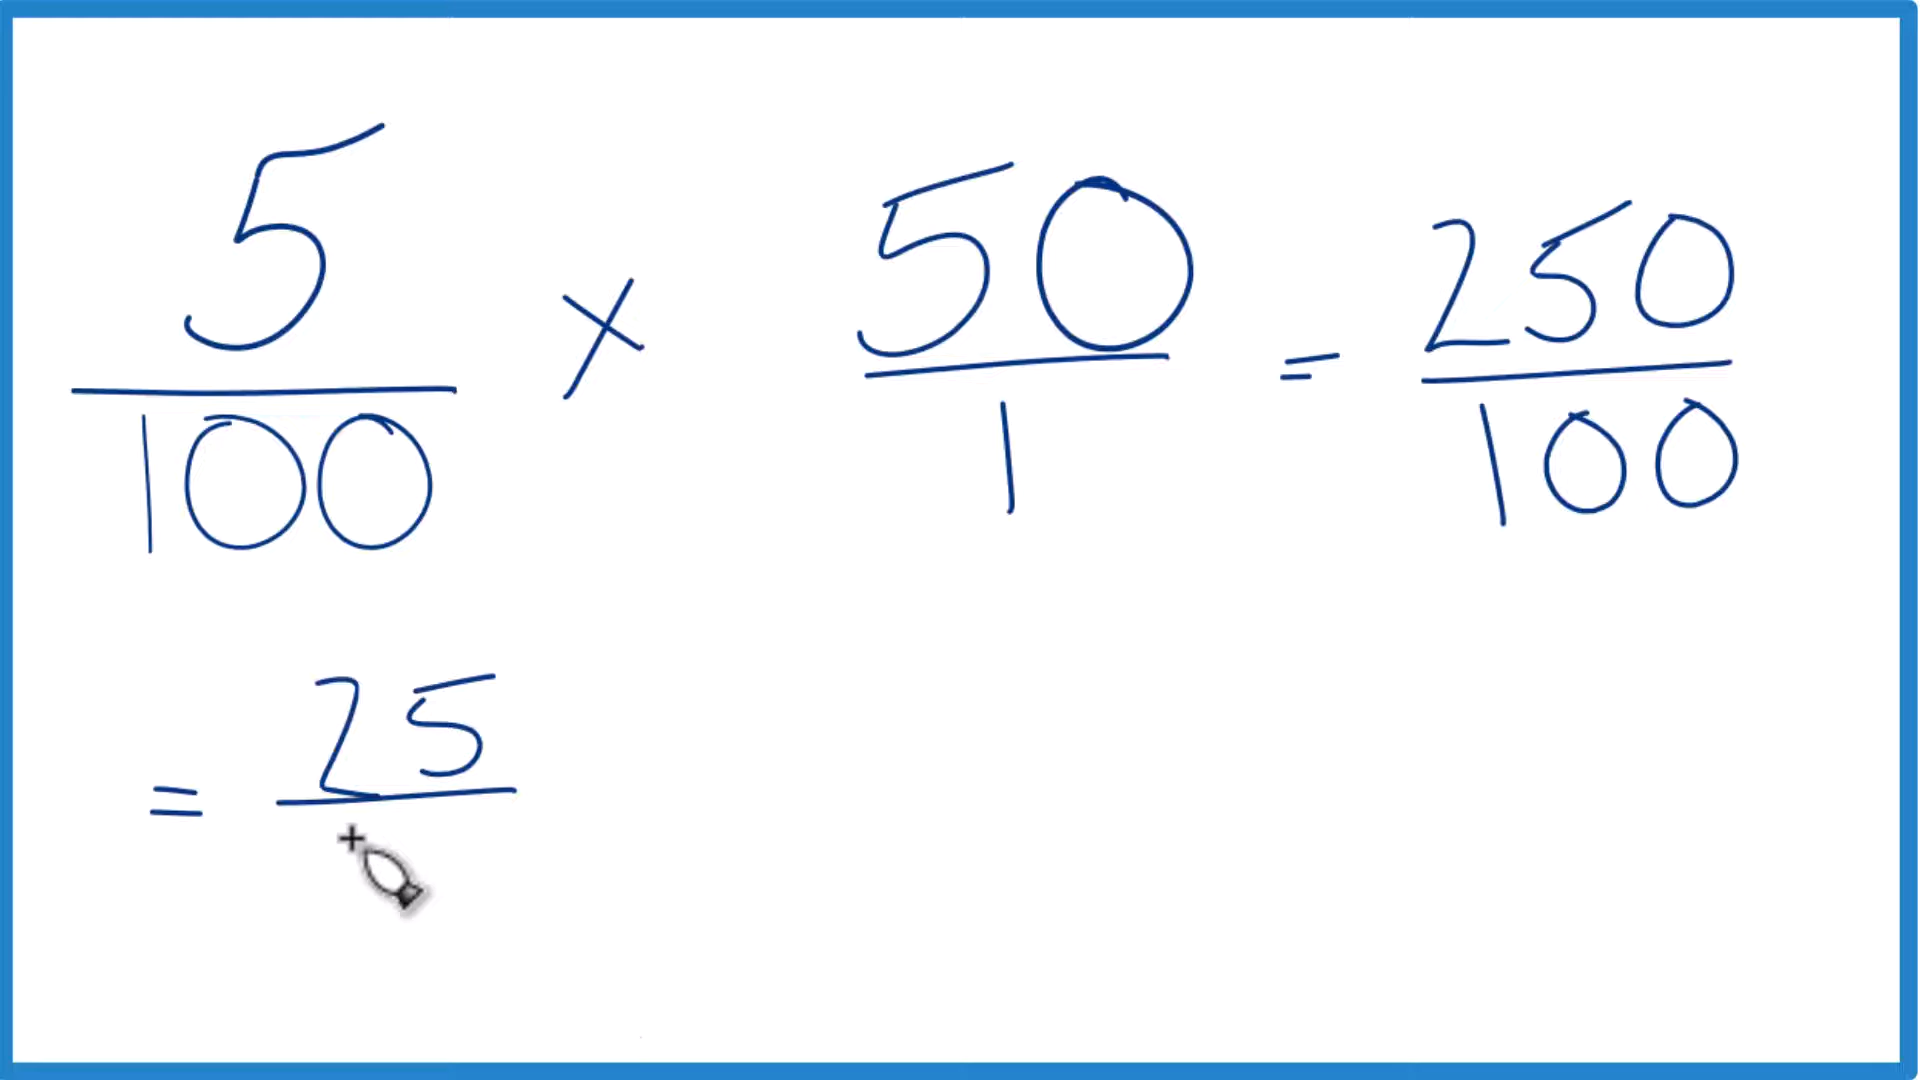 5/100 × 50/1 = 250/100
= 25/